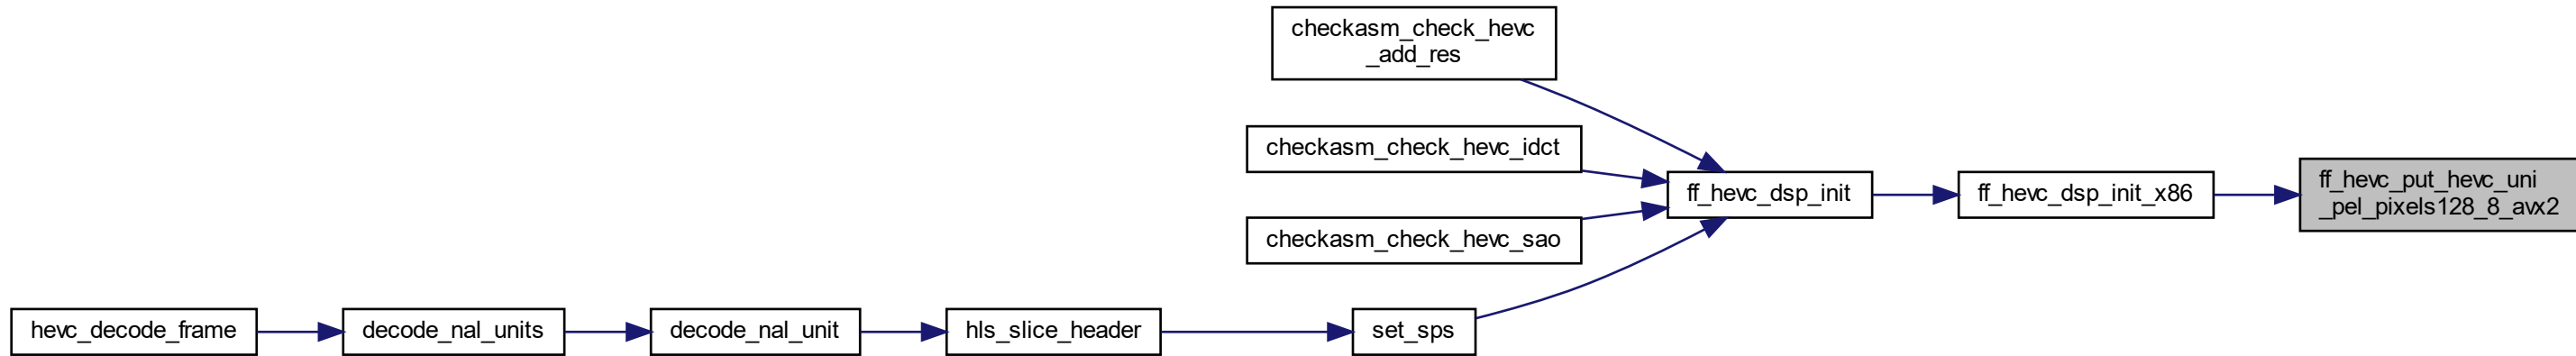 checkasm_check_hevc
_add_res
checkasm_check_hevc_idct
ff_hevc_dsp_init
ff_hevc_dsp_init_x86
ff_hevc_put_hevc_uni
_pel_pixels128_8_avx2
checkasm_check_hevc_sao
hevc_decode_frame
decode_nal_units
decode_nal_unit
hls_slice_header
set_sps